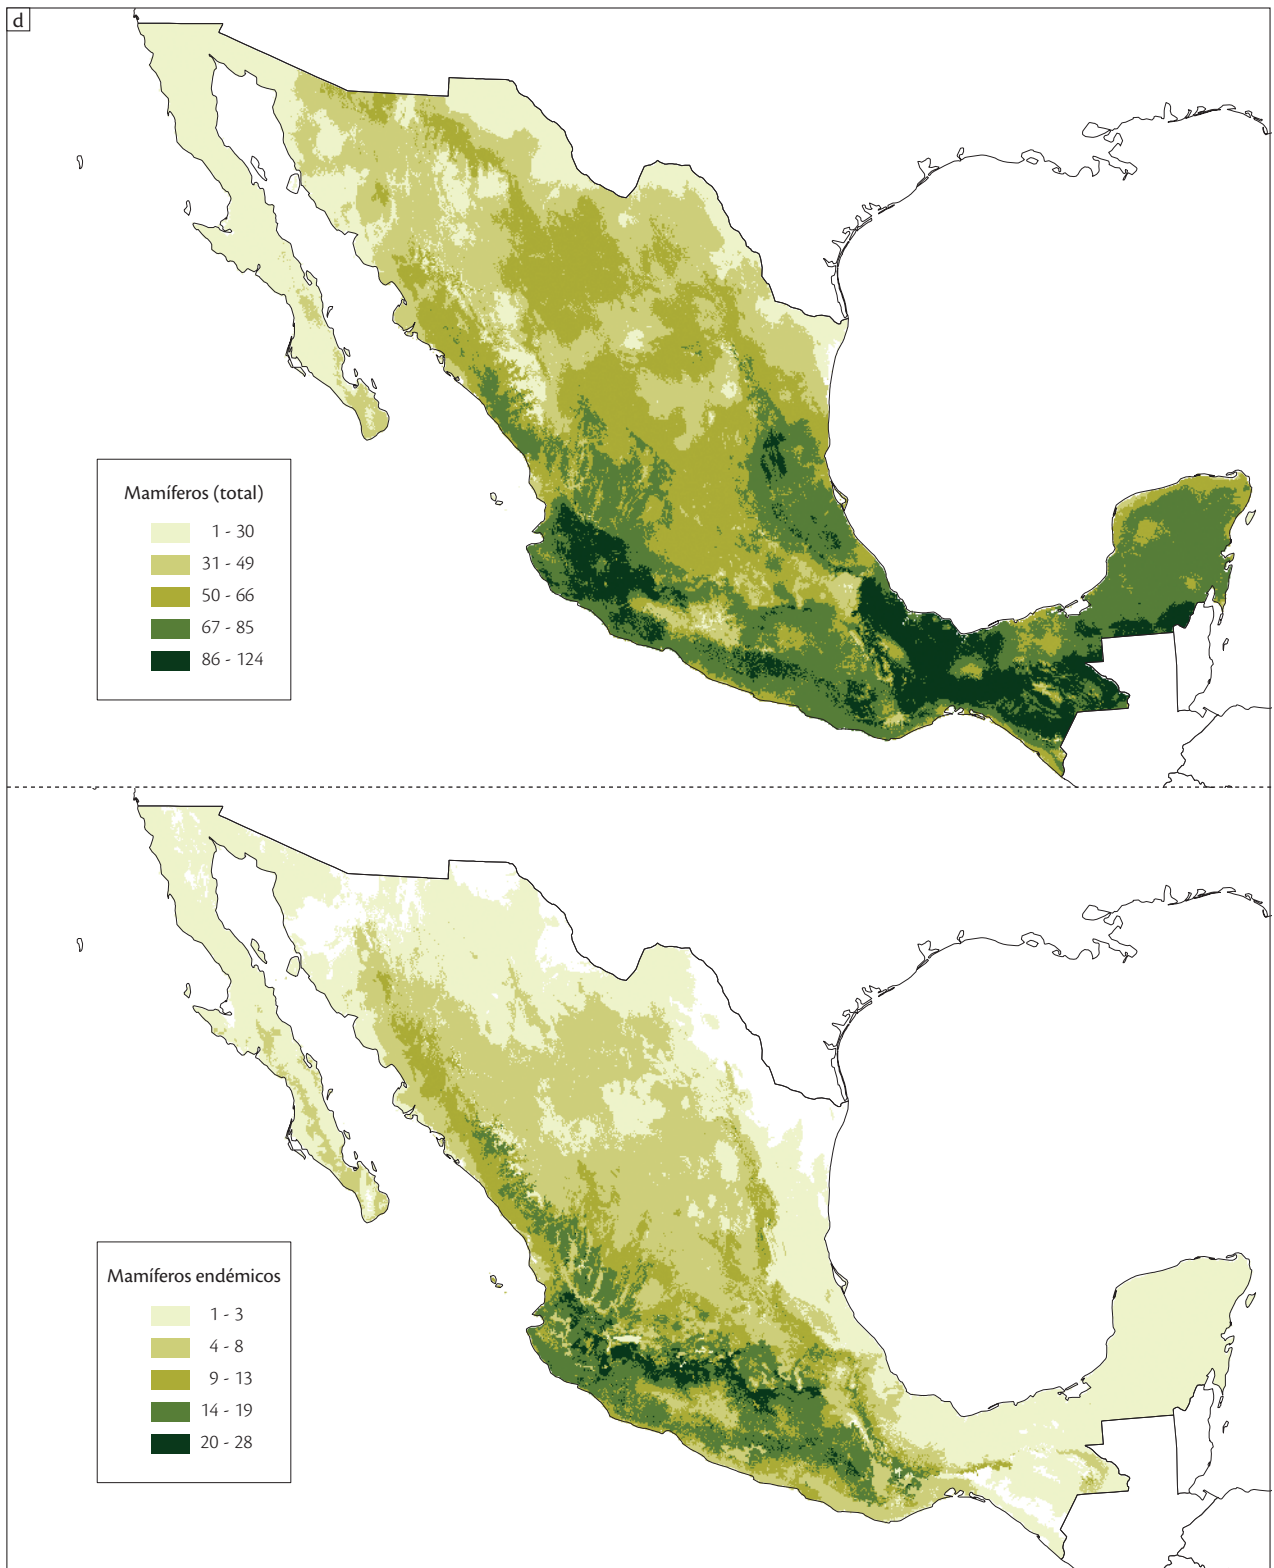 d
Mamíferos (total)
1 - 30
31 - 49
50 - 66
67 - 85
86 - 124
Mamíferos endémicos
1 - 3
4 - 8
9 - 13
14 - 19
20 - 28